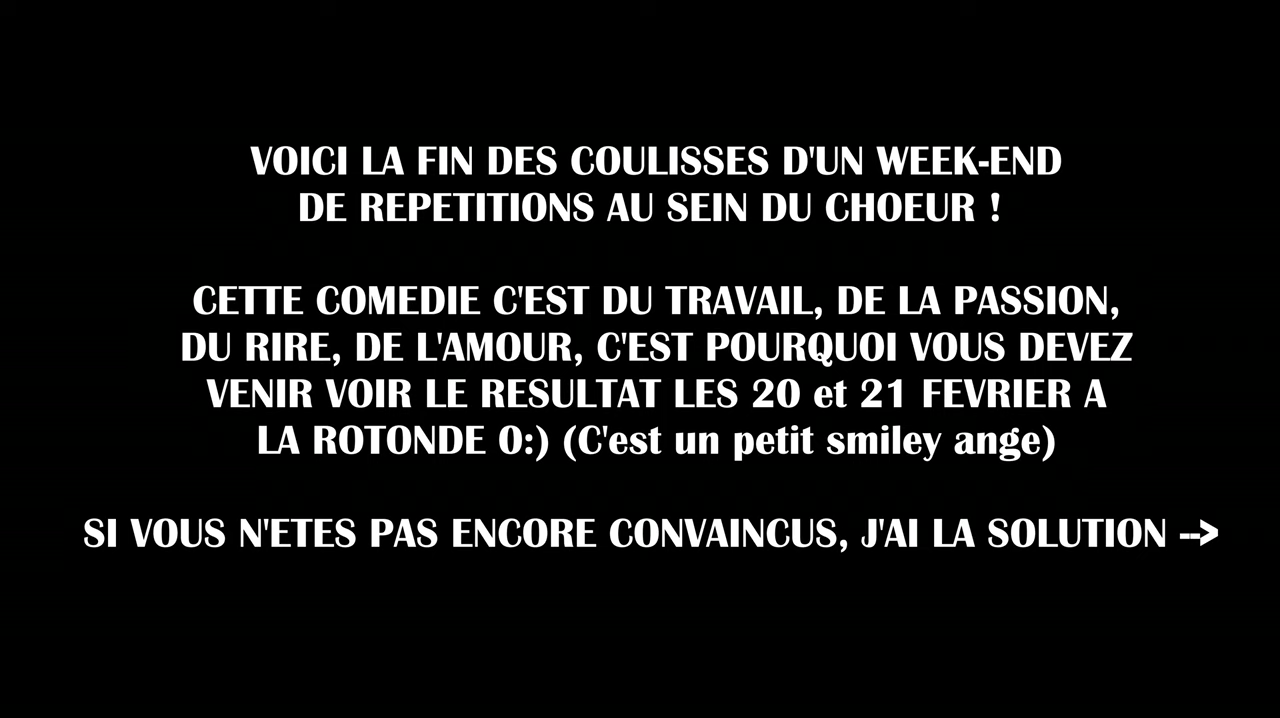 VOICI LA FIN DES COULISSES D'UN WEEK-END
DE REPETITIONS AU SEIN DU CHOEUR !
CETTE COMEDIE C'EST DU TRAVAIL, DE LA PASSION,
DU RIRE, DE L'AMOUR, C'EST POURQUOI VOUS DEVEZ
VENIR VOIR LE RESULTAT LES 20 et 21 FEVRIER A
LA ROTONDE 0:) (C'est un petit smiley ange)
SI VOUS N'ETES PAS ENCORE CONVAINCUS, J'AI LA SOLUTION -->